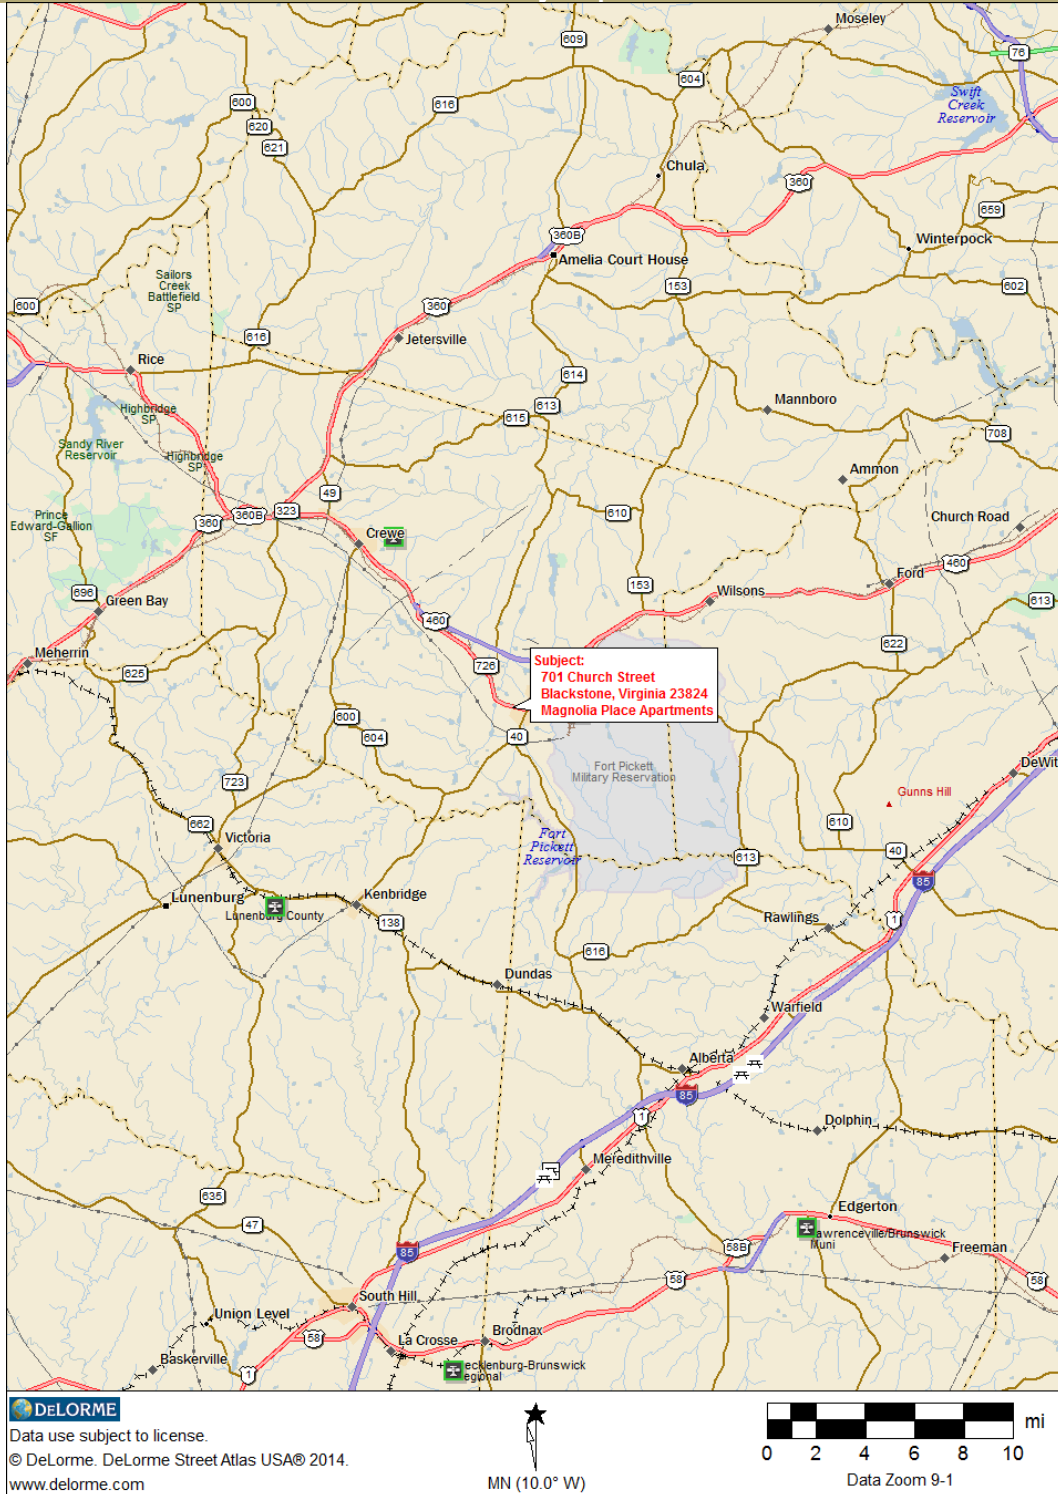 Moseley
609
76
604
Swift
Creek
Reservoir
600
616
620
621
Chula
360
659
360B
Winterpock
Amelia Court House
Sailors
Creek
Battlefield
SP
153
602
600
360
616
Jetersville
Rice
614
613
Mannboro
Highbridge
SP
615
708
Sandy River
Reservoir
Highbridge
SP
Ammon
49
Prince
Edward-Gallion
SF
360
360B
323
610
Church Road
Crewe
460
Ford
696
153
Wilsons
Green Bay
613
460
622
Meherrin
726
625
Subject:
701 Church Street
Blackstone, Virginia 23824
Magnolia Place Apartments
600
604
40
Fort Pickett
Military Reservation
DeWit
723
Gunns Hill
662
610
Victoria
Fort
Pickett
Reservoir
613
40
85
Lunenburg
Kenbridge
Lunenburg County
138
Rawlings
1
616
Dundas
Warfield
Alberta
85
1
Dolphin
Meredithville
635
47
Edgerton
awrenceville/Brunswick
Muni
85
58B
Freeman
58
58
South Hill
Union Level
58
La Crosse
Brodnax
Baskerville
1
ecklenburg-Brunswick
egional
DELORME
Data use subject to license.
© DeLorme. DeLorme Street Atlas USA® 2014.
www.delorme.com
MN (10.0° W)
mi
0 2 4 6 8 10
Data Zoom 9-1